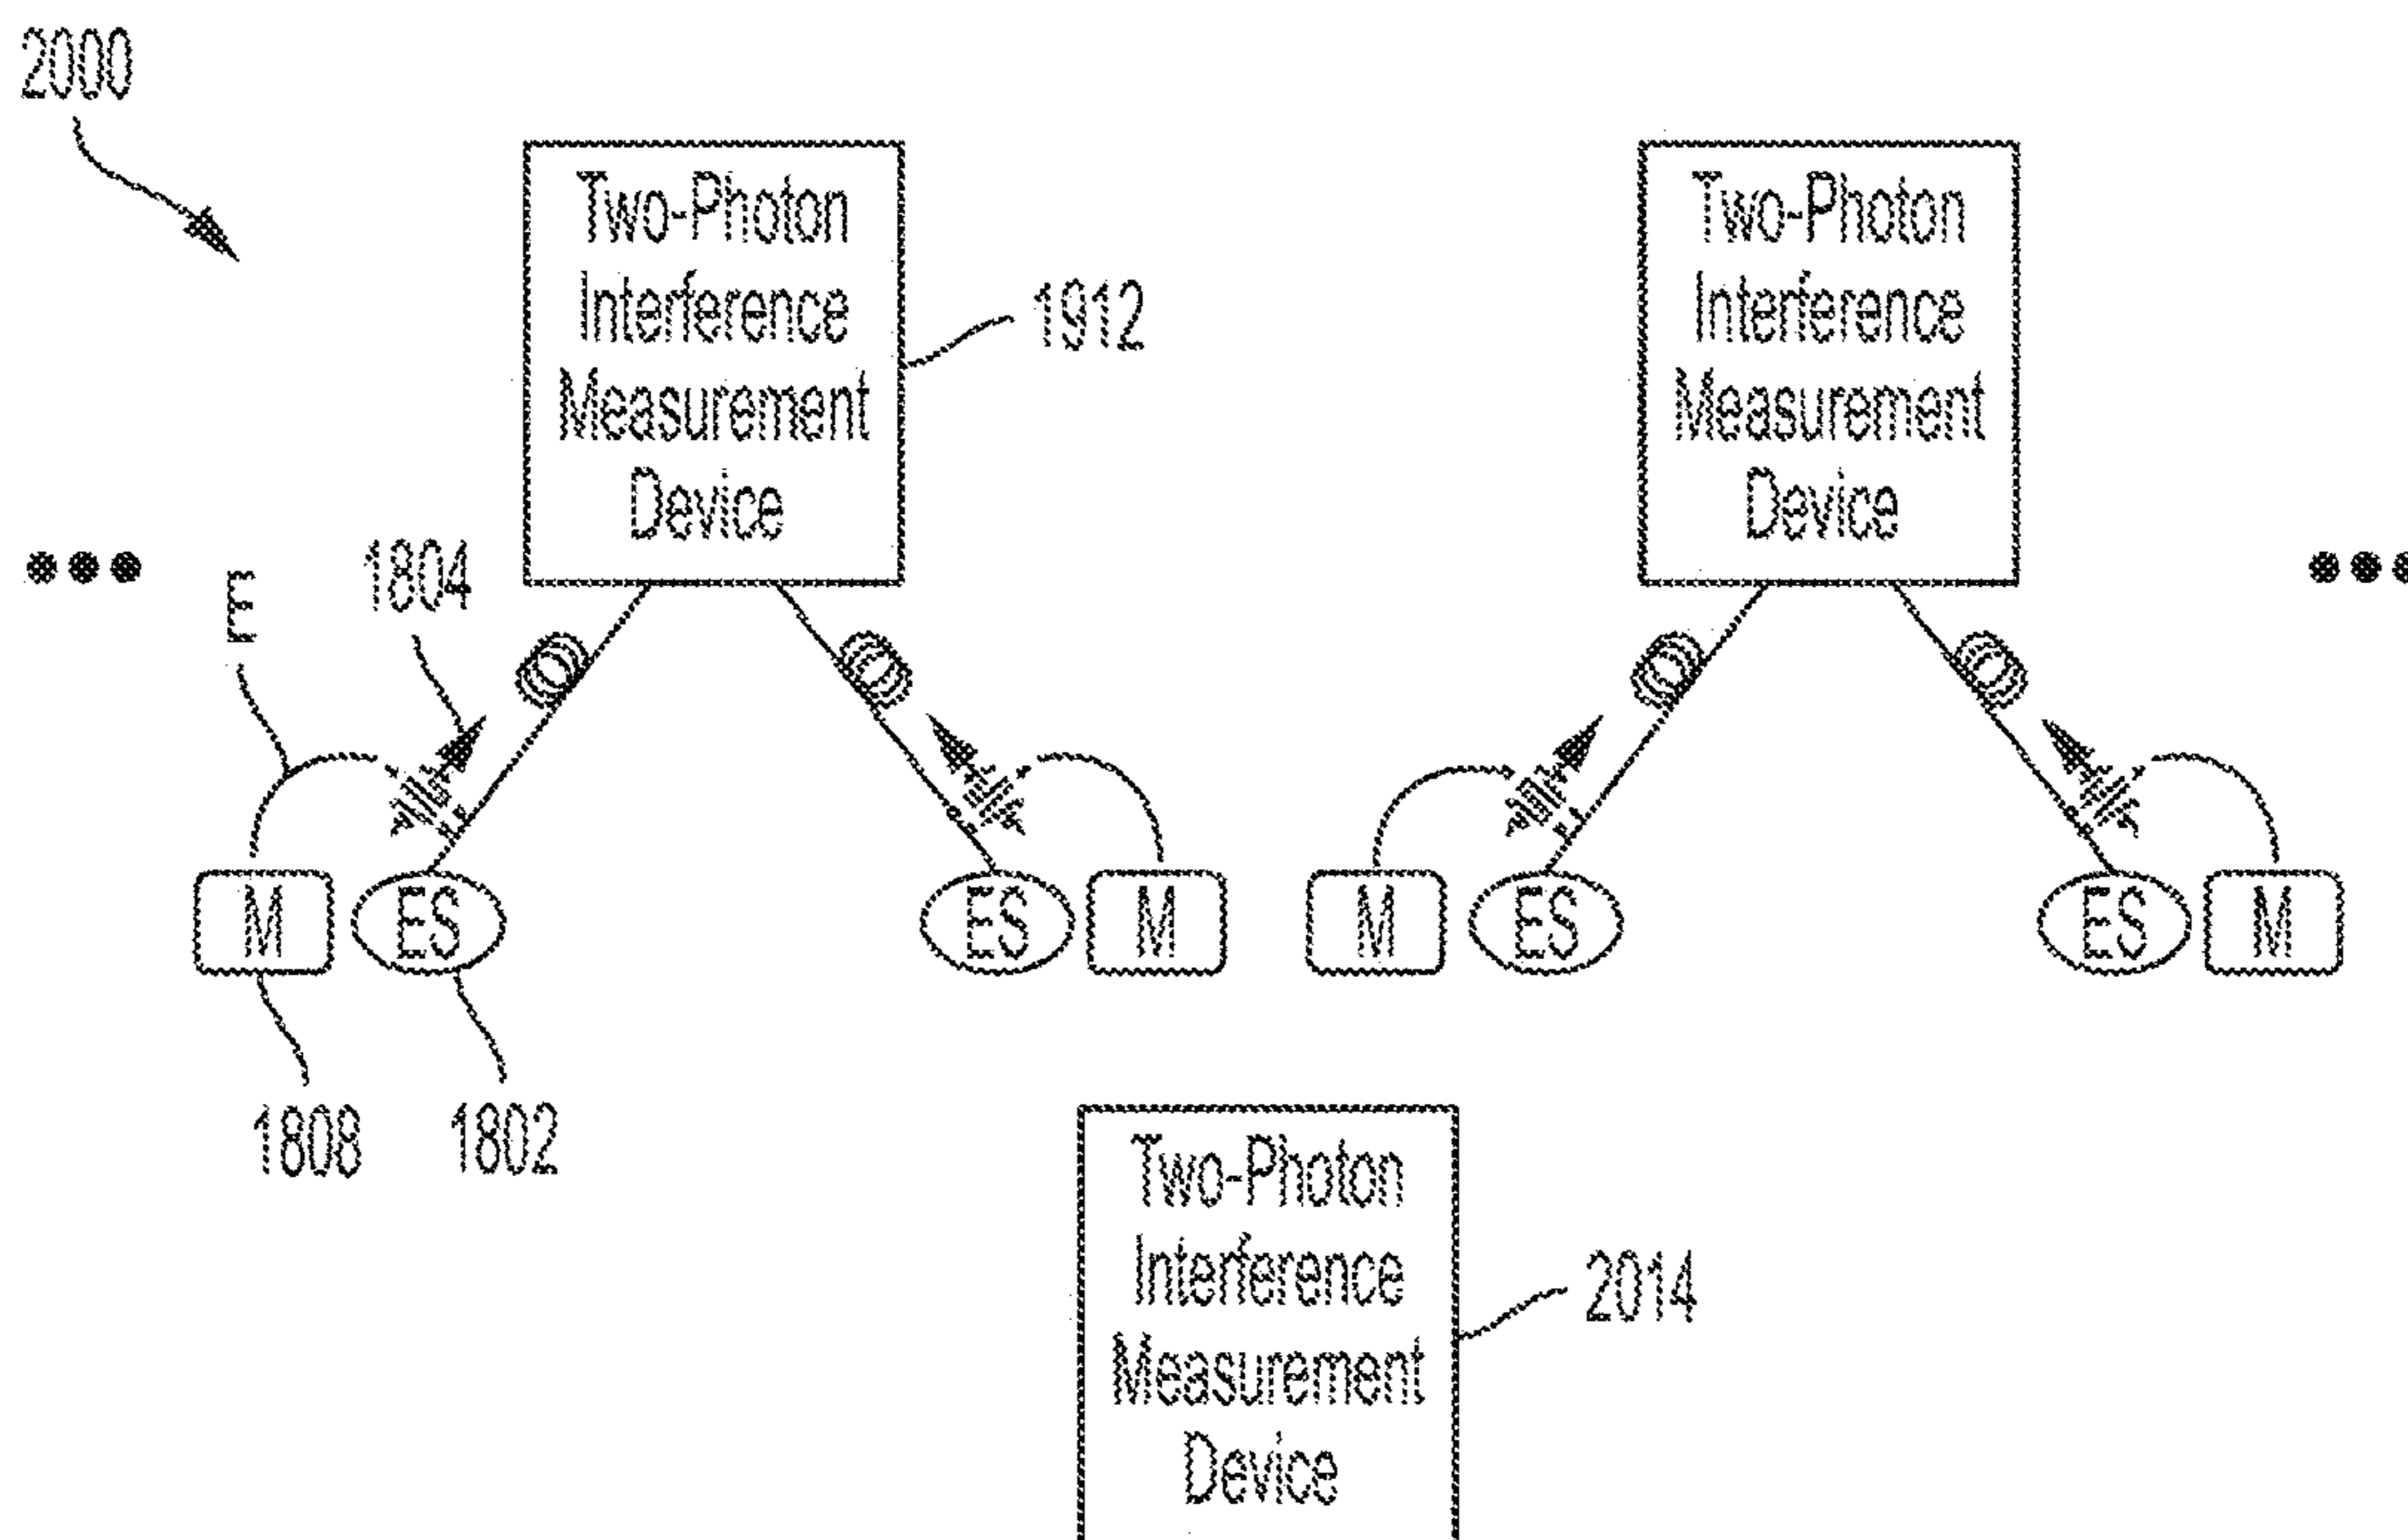 2000
Two-Photon
Interference
Measurement
Device
1912
Two-Photon
Interference
Measurement
Device
E
1804
M
ES
ES
M
M
ES
ES
M
1808
1802
Two-Photon
Interference
Measurement
Device
2014